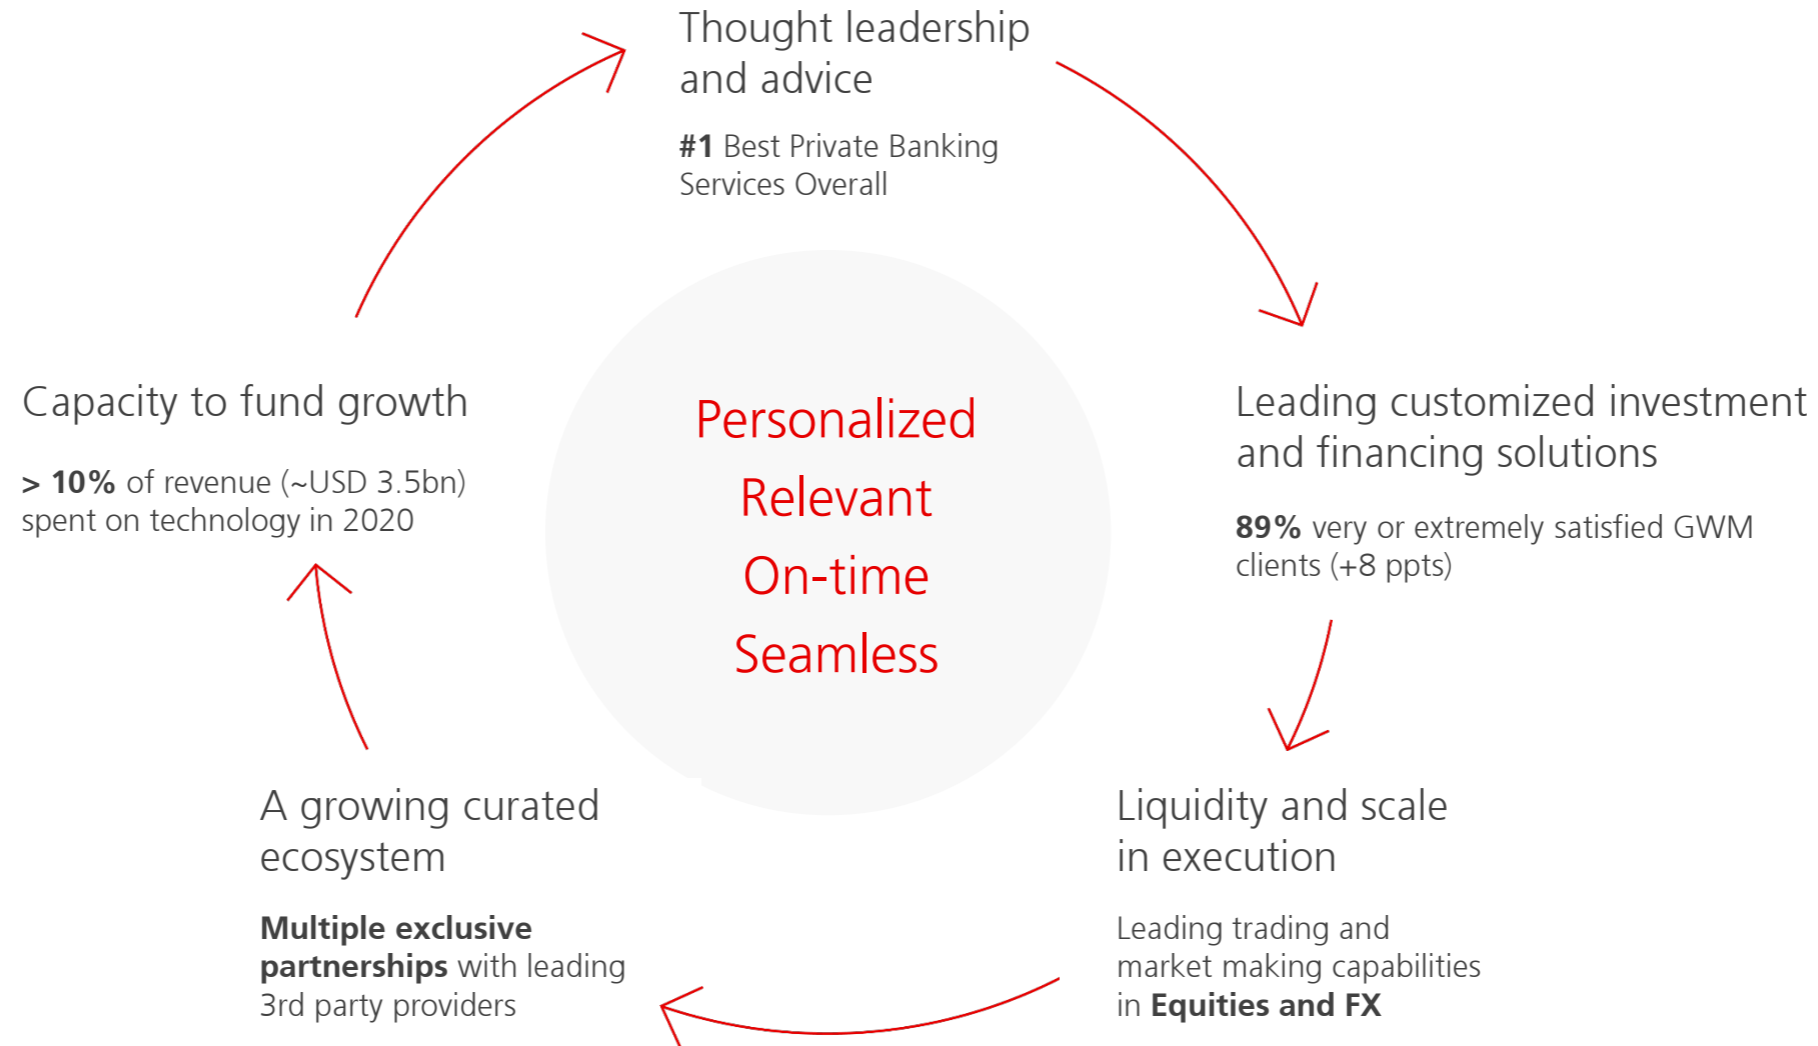 Thought leadership
and advice
#1 Best Private Banking
Services Overall
Leading customized investment
and financing solutions
89% very or extremely satisfied GWM
clients (+8 ppts)
Liquidity and scale
in execution
Leading trading and
market making capabilities
in Equities and FX
A growing curated
ecosystem
Multiple exclusive
partnerships with leading
3rd party providers
Capacity to fund growth
> 10% of revenue (~USD 3.5bn)
spent on technology in 2020
Personalized
Relevant
On-time
Seamless